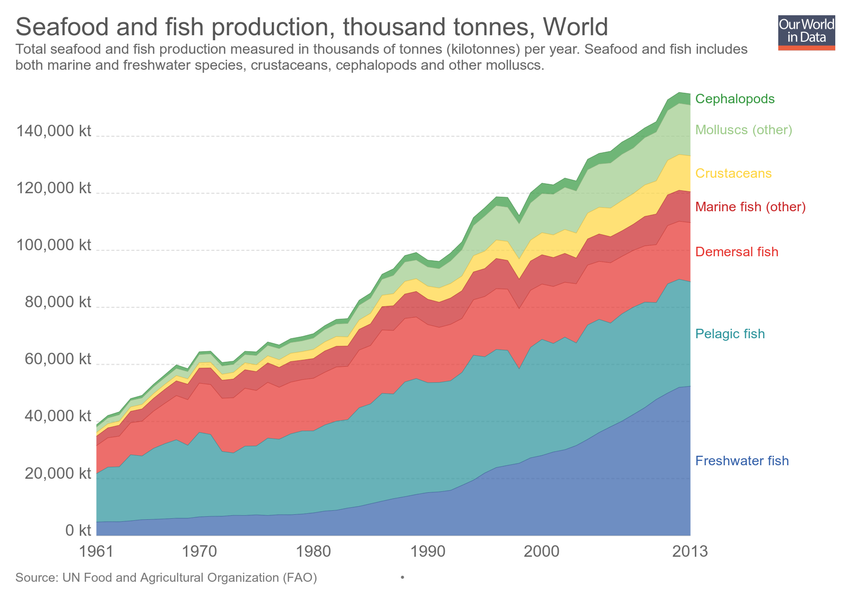 Seafood and fish production, thousand tonnes, World
Our World
in Data
Total seafood and fish production measured in thousands of tonnes (kilotonnes) per year. Seafood and fish includes
both marine and freshwater species, crustaceans, cephalopods and other molluscs.
Cephalopods
140,000 kt
Molluscs (other)
Crustaceans
120,000 kt
Marine fish (other)
100,000 kt
Demersal fish
80,000 kt
Pelagic fish
60,000 kt
40,000 kt
Freshwater fish
20,000 kt
0 kt
1961 1970 1980 1990 2000 2013
Source: UN Food and Agricultural Organization (FAO) •